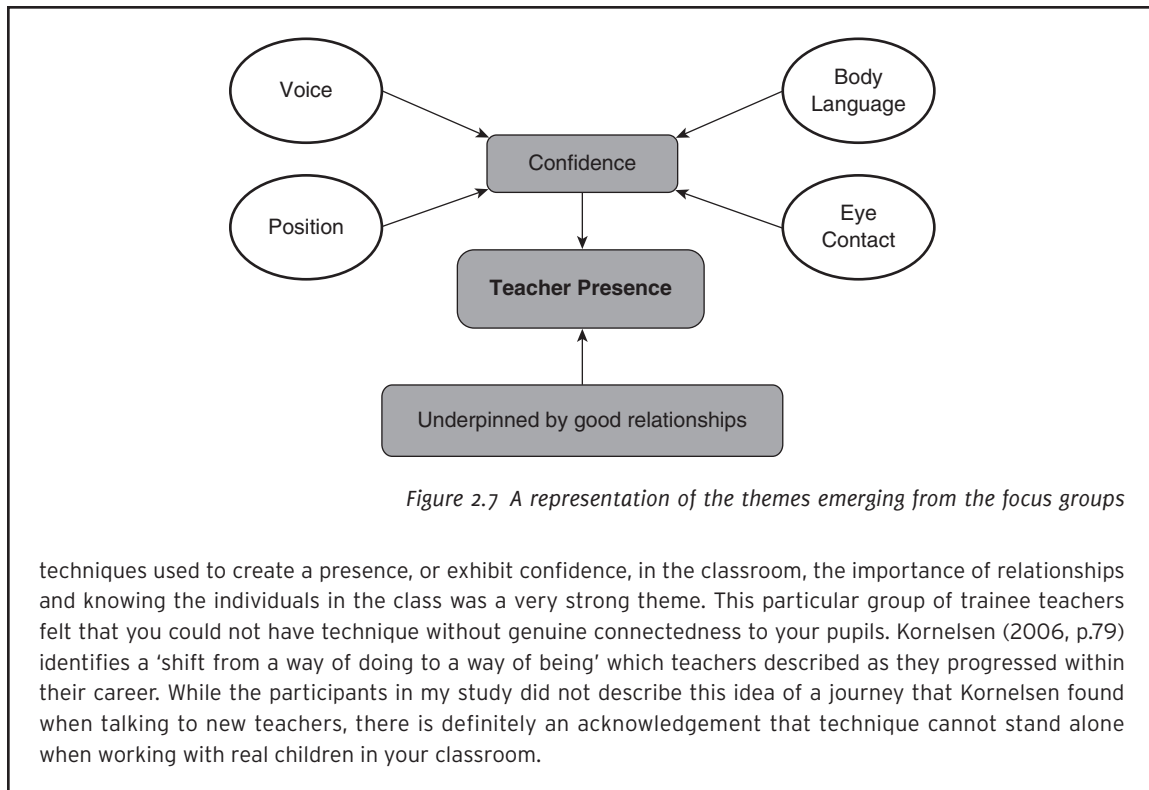 Voice
Body
Language
Confidence
Position
Eye
Contact
Teacher Presence
Underpinned by good relationships
Figure 2.7 A representation of the themes emerging from the focus groups
techniques used to create a presence, or exhibit confidence, in the classroom, the importance of relationships
and knowing the individuals in the class was a very strong theme. This particular group of trainee teachers
felt that you could not have technique without genuine connectedness to your pupils. Kornelsen (2006, p.79)
identifies a ‘shift from a way of doing to a way of being’ which teachers described as they progressed within
their career. While the participants in my study did not describe this idea of a journey that Kornelsen found
when talking to new teachers, there is definitely an acknowledgement that technique cannot stand alone
when working with real children in your classroom.